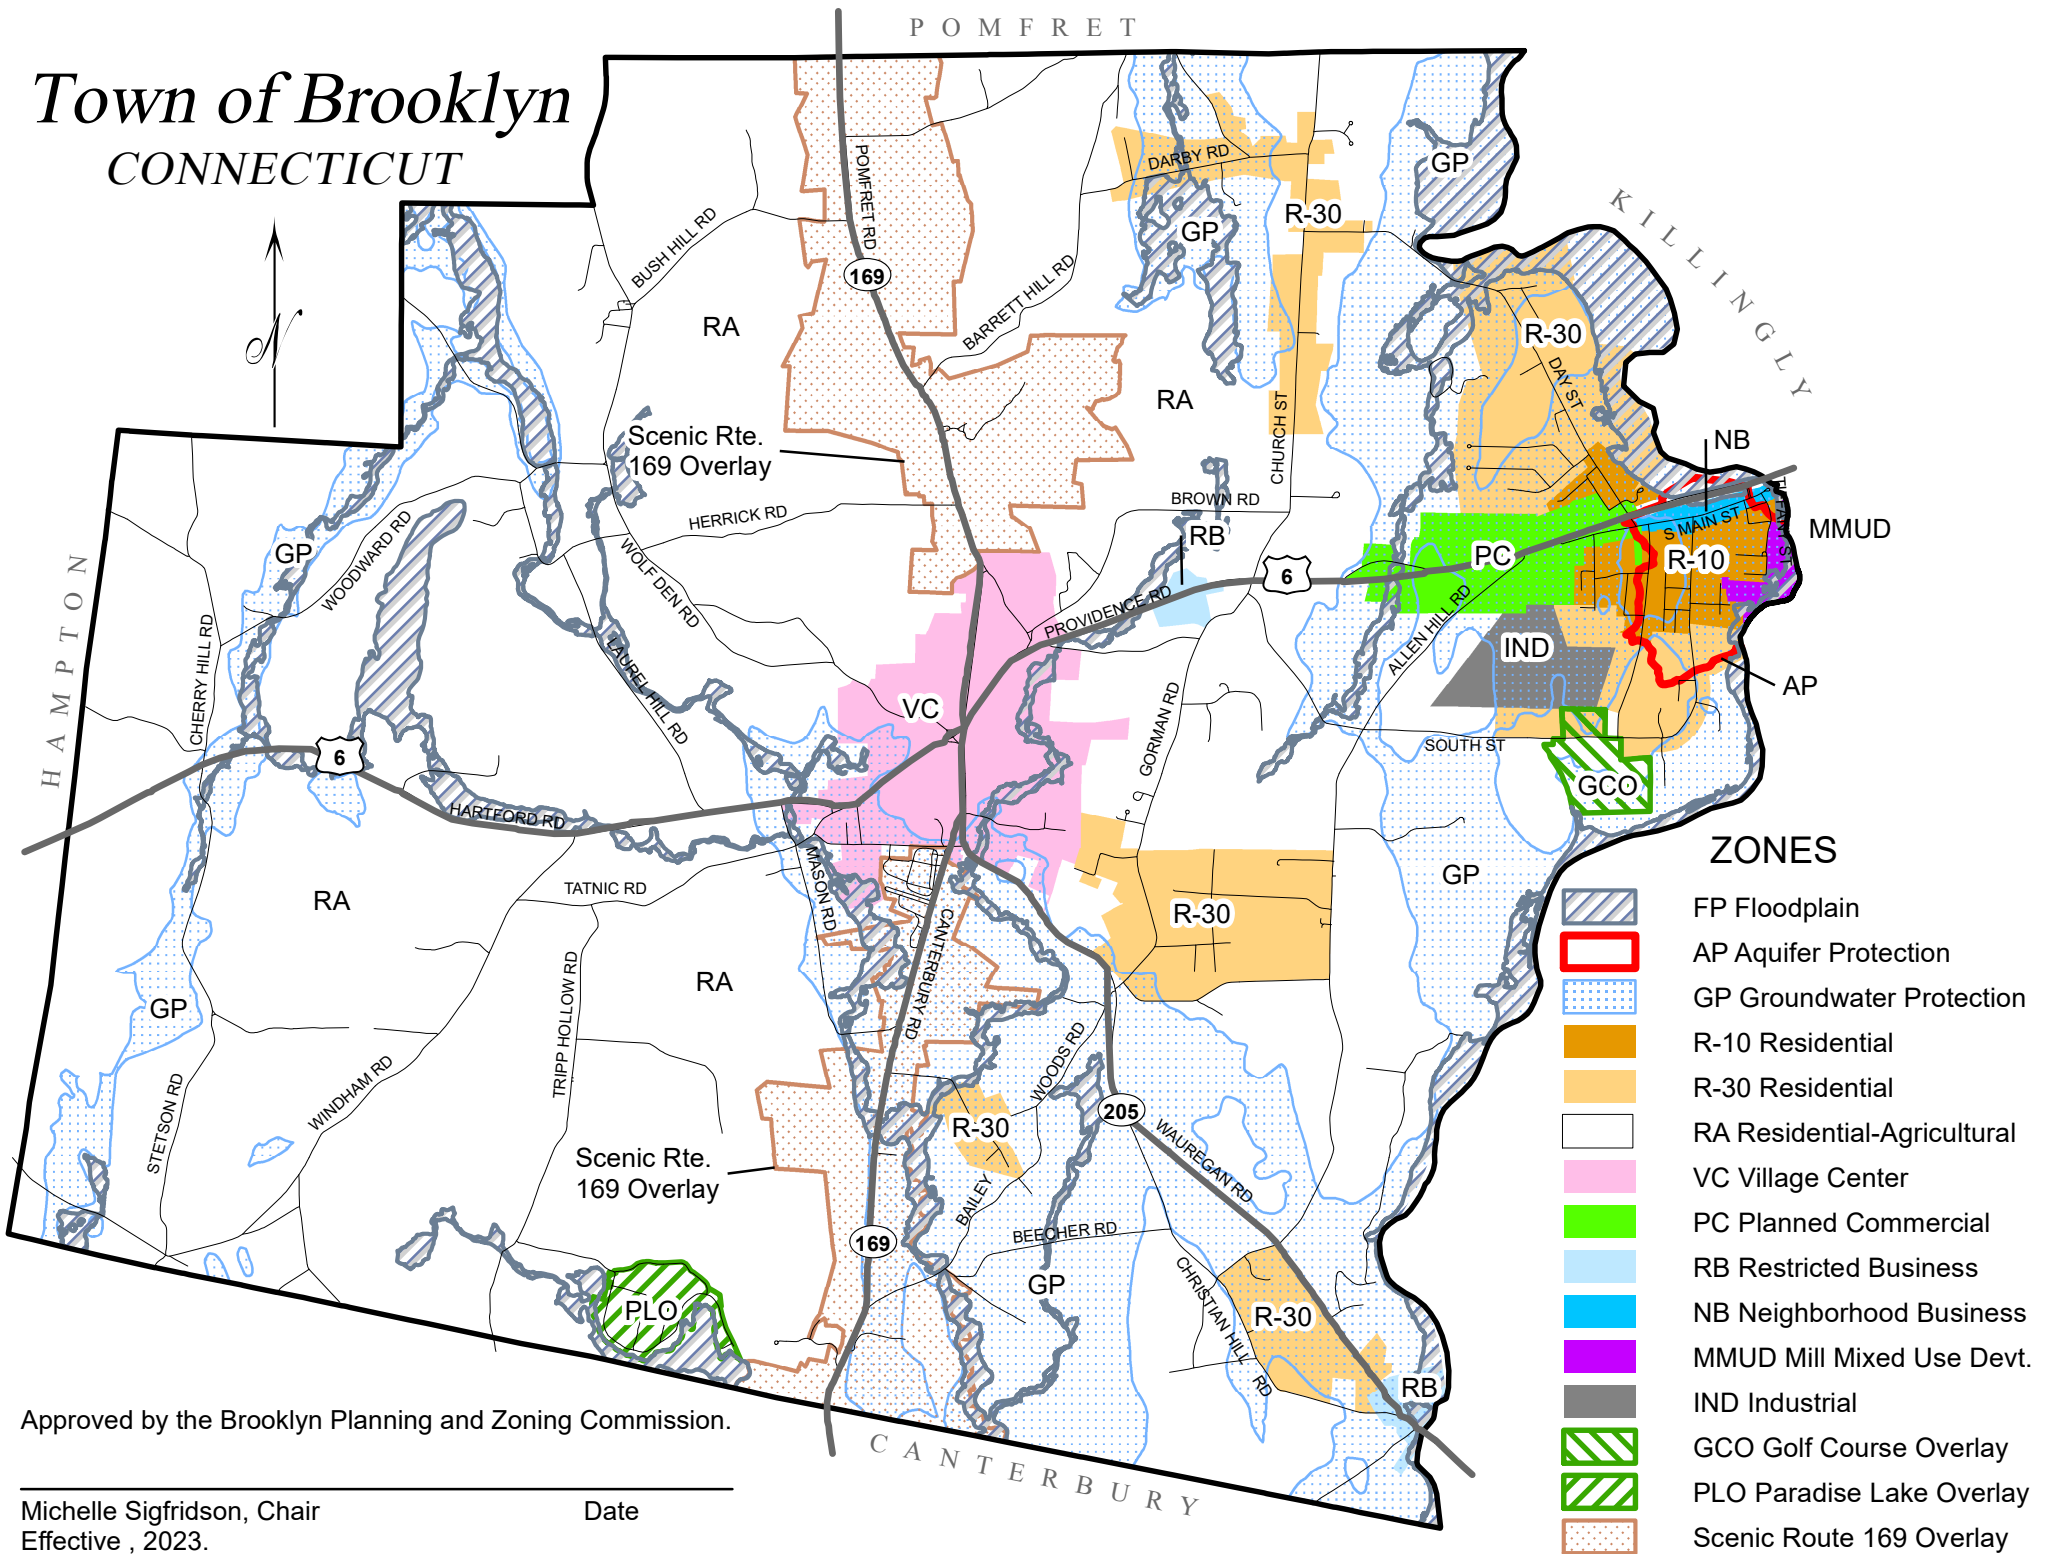 POMFRET
Town of Brooklyn
CONNECTICUT
N
KILLINGLY
HAMPTON
CANTERBURY
DARBY RD
GP
R-30
GP
POMFRET RD
BUSH HILL RD
169
BARRETT HILL RD
RA
R-30
DAY ST
RA
CHURCH ST
Scenic Rte.
169 Overlay
NB
TIFFANY ST
BROWN RD
HERRICK RD
S MAIN ST
MMUD
RB
GP
WOODWARD RD
WOLF DEN RD
PC
R-10
6
PROVIDENCE RD
ALLEN HILL RD
CHERRY HILL RD
LAUREL HILL RD
IND
AP
VC
GORMAN RD
SOUTH ST
6
GCO
HARTFORD RD
MASON RD
TATNIC RD
RA
GP
R-30
CANTERBURY RD
RA
TRIPP HOLLOW RD
GP
WOODS RD
WINDHAM RD
STETSON RD
205
R-30
WAUREGAN RD
Scenic Rte.
169 Overlay
BAILEY
BEECHER RD
169
GP
CHRISTIAN HILL RD
PLO
R-30
RB
ZONES
FP Floodplain
AP Aquifer Protection
GP Groundwater Protection
R-10 Residential
R-30 Residential
RA Residential-Agricultural
VC Village Center
PC Planned Commercial
RB Restricted Business
NB Neighborhood Business
MMUD Mill Mixed Use Devt.
IND Industrial
GCO Golf Course Overlay
PLO Paradise Lake Overlay
Scenic Route 169 Overlay
Approved by the Brooklyn Planning and Zoning Commission.
Michelle Sigfridson, Chair Date
Effective , 2023.